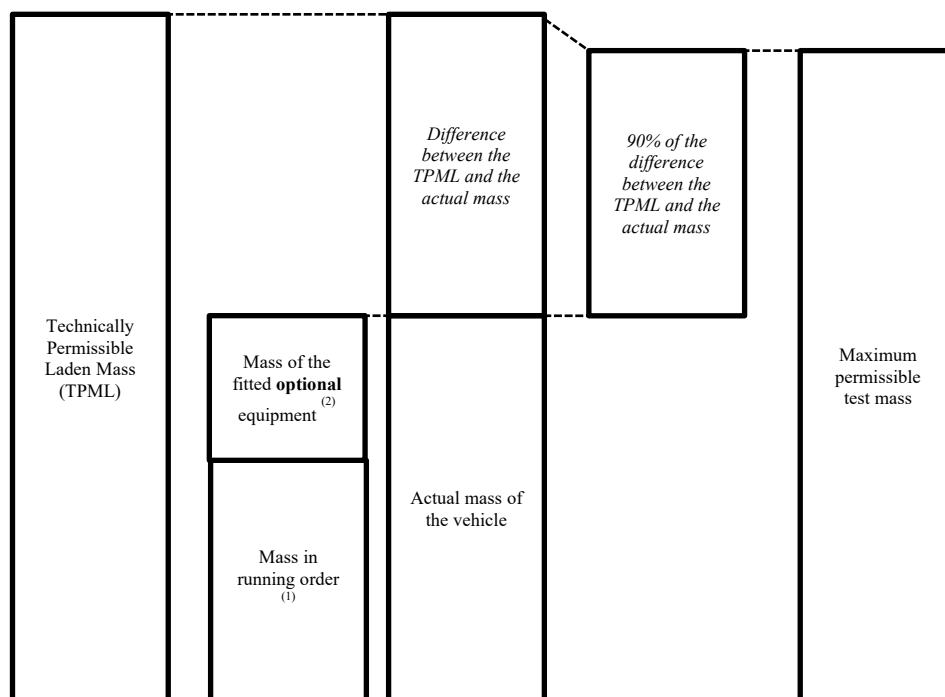 Technically
Permissible
Laden Mass
(TPML)
Mass of the
fitted optional
equipment (2)
Mass in
running order
(1)
Difference
between the
TPML and the
actual mass
Actual mass of
the vehicle
90% of the
difference
between the
TPML and the
actual mass
Maximum
permissible
test mass